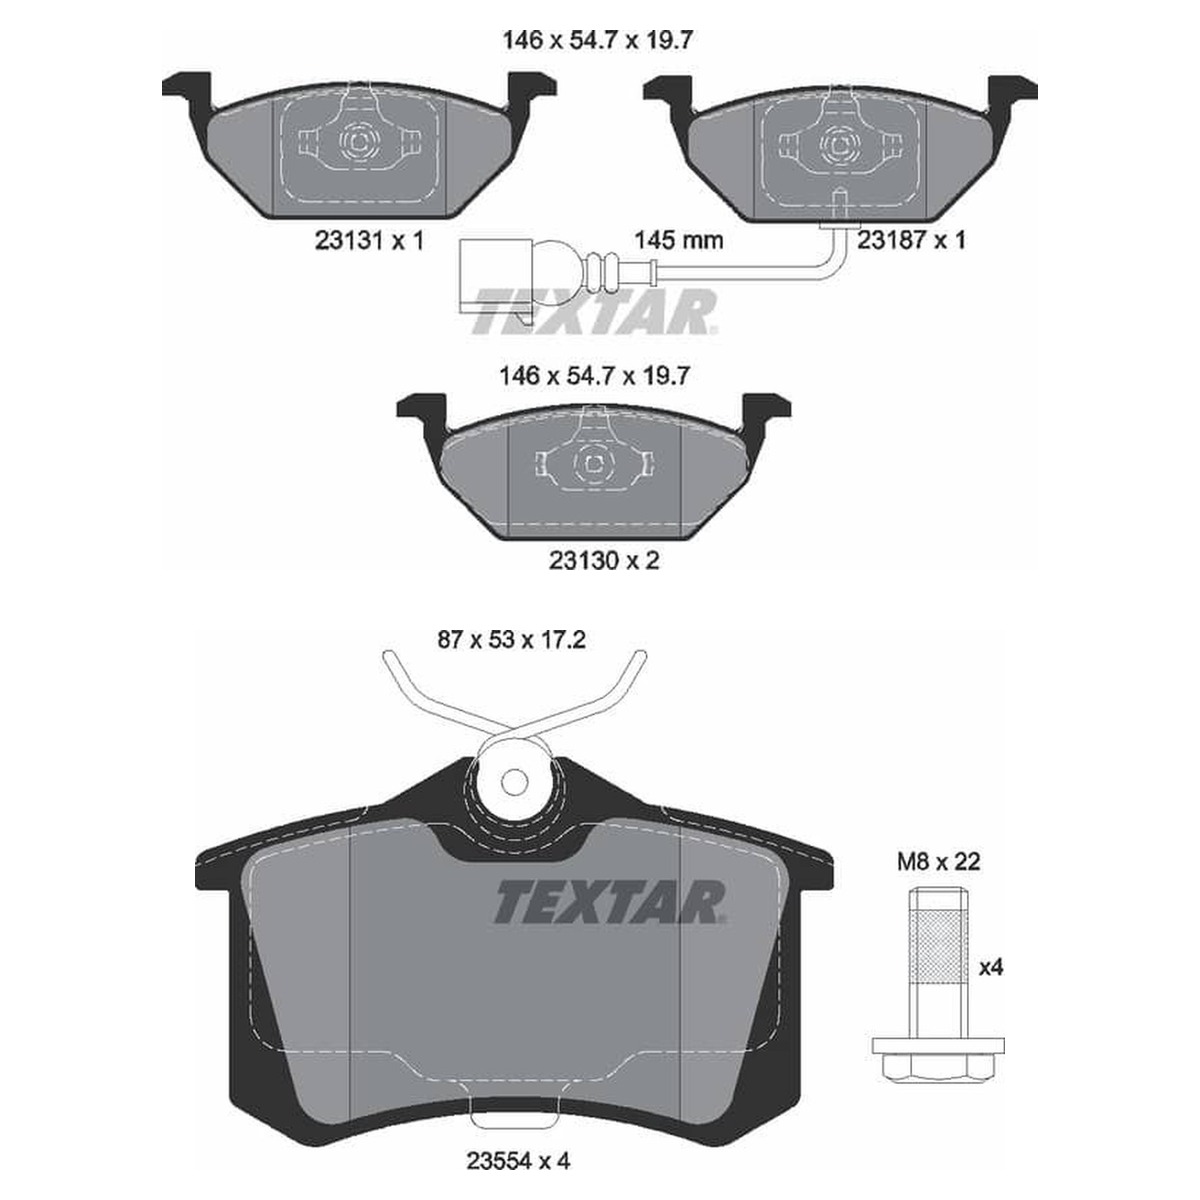 146 x 54.7 x 19.7
23131 x 1
145 mm
23187 x 1
TEXTAR®
146 x 54.7 x 19.7
23130 x 2
87 x 53 x 17.2
M8 x 22
TEXTAR®
x4
23554 x 4